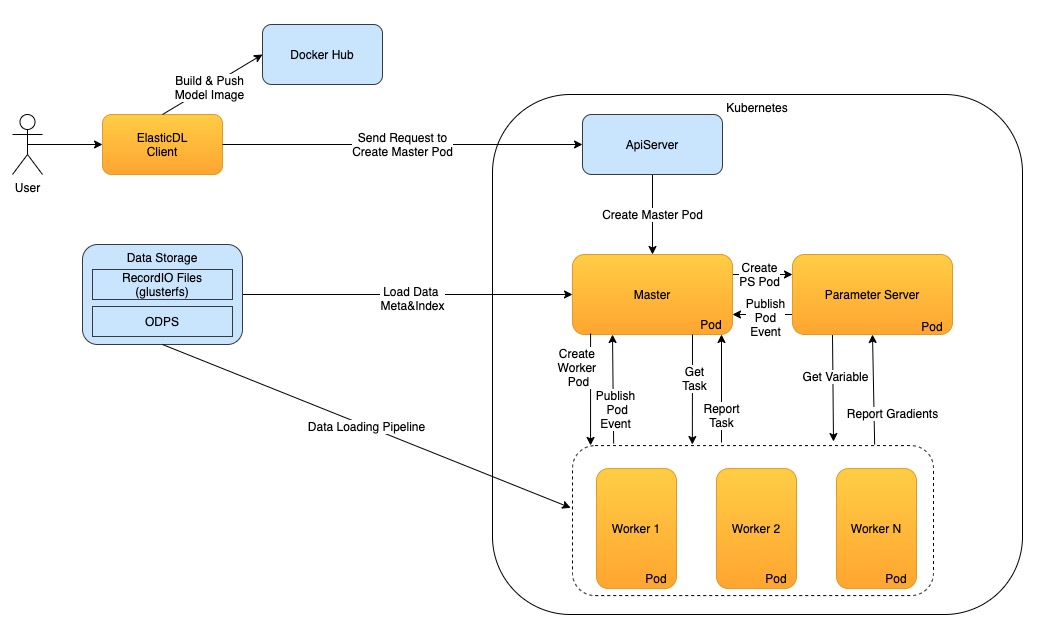 Docker Hub
Build & Push
Model Image
Kubernetes
ElasticDL
Client
Send Request to
Create Master Pod
ApiServer
User
Create Master Pod
Data Storage
RecordIO Files
(glusterfs)
ODPS
Load Data
Meta&Index
Master
Pod
Create
PS Pod
Publish
Pod
Event
Parameter Server
Pod
Create
Worker
Pod
Publish
Pod
Event
Get
Task
Report
Task
Get Variable
Report Gradients
Data Loading Pipeline
Worker 1
Pod
Worker 2
Pod
Worker N
Pod